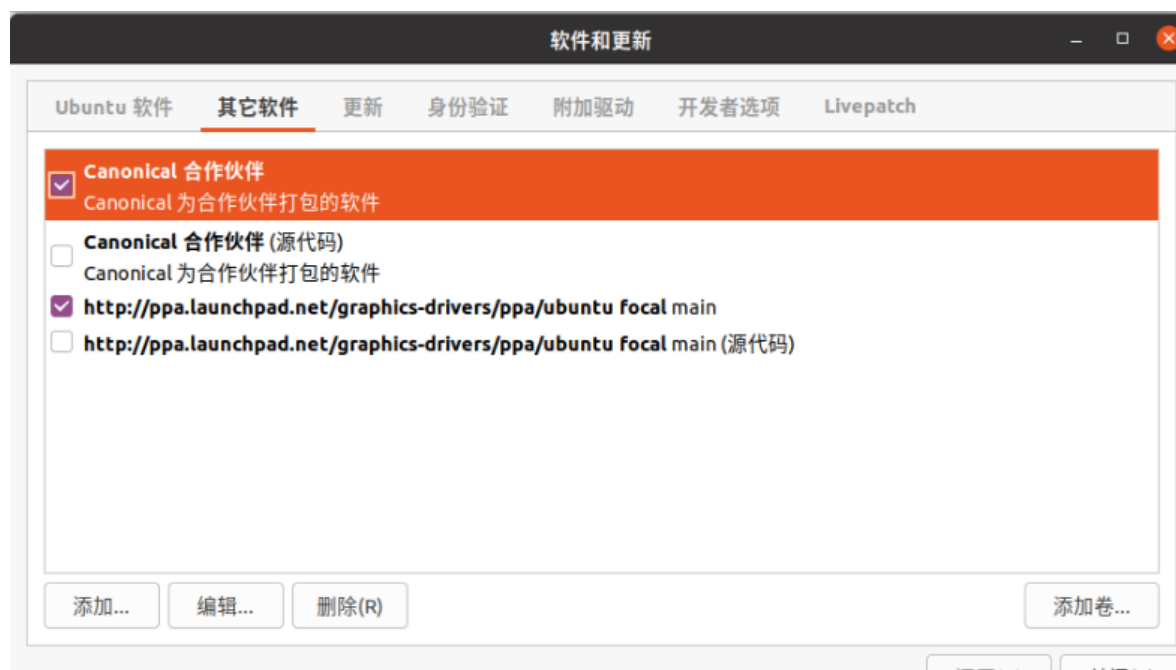 软件和更新
Ubuntu 软件 其它软件 更新 身份验证 附加驱动 开发者选项 Livepatch
Canonical 合作伙伴
Canonical 为合作伙伴打包的软件
Canonical 合作伙伴 (源代码)
Canonical 为合作伙伴打包的软件
http://ppa.launchpad.net/graphics-drivers/ppa/ubuntu focal main
http://ppa.launchpad.net/graphics-drivers/ppa/ubuntu focal main (源代码)
添加... 编辑... 删除(R) 添加卷...